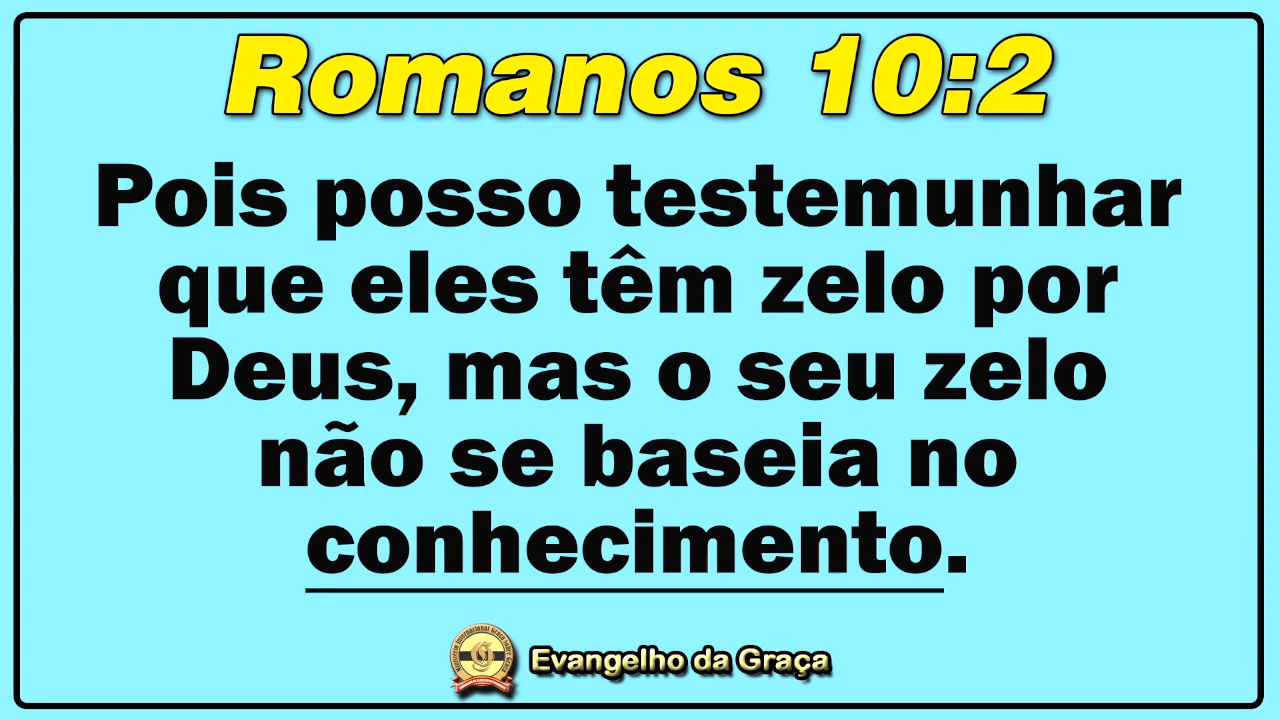 Romanos 10:2
Pois posso testemunhar
que eles têm zelo por
Deus, mas o seu zelo
não se baseia no
conhecimento.
Evangelho da Graça